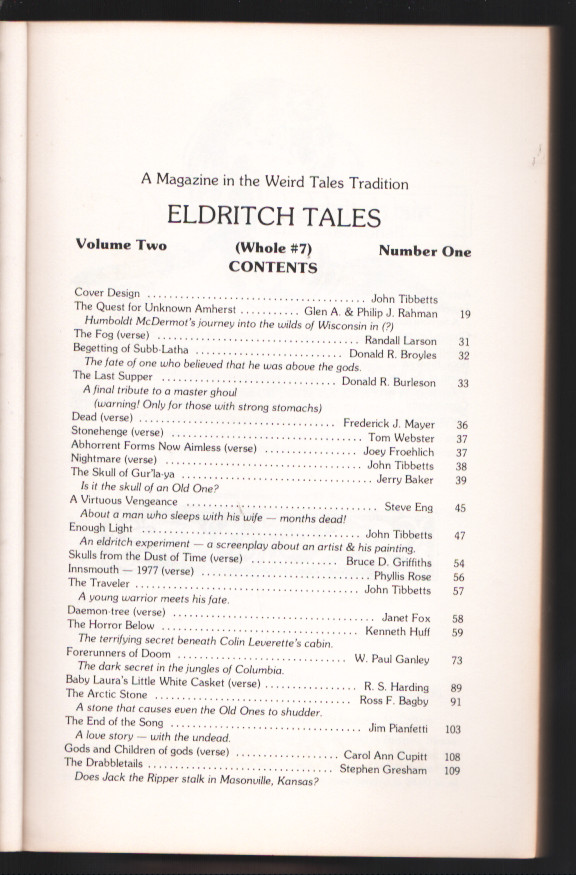 A Magazine in the Weird Tales Tradition
ELDRITCH TALES
Volume Two (Whole #7) Number One
CONTENTS
Cover Design ........................................ John Tibbetts
The Quest for Unknown Amherst ........... Glen A. & Philip J. Rahman 19
Humboldt McDermot's journey into the wilds of Wisconsin in (?)
The Fog (verse) ..................................... Randall Larson 31
Begetting of Subb-Latha ........................... Donald R. Broyles 32
The fate of one who believed that he was above the gods.
The Last Supper ................................ Donald R. Burleson 33
A final tribute to a master ghoul
(warning! Only for those with strong stomachs)
Dead (verse) ....................................... Frederick J. Mayer 36
Stonehenge (verse) .................................. Tom Webster 37
Abhorrent Forms Now Aimless (verse) ................ Joey Froehlich 37
Nightmare (verse) .................................. John Tibbetts 38
The Skull of Gur'la-ya ................................ Jerry Baker 39
Is it the skull of an Old One?
A Virtuous Vengeance ................................ Steve Eng 45
About a man who sleeps with his wife — months dead!
Enough Light ...................................... John Tibbetts 47
An eldritch experiment — a screenplay about an artist & his painting.
Skulls from the Dust of Time (verse) ............... Bruce D. Griffiths 54
Innsmouth — 1977 (verse) ............................ Phyllis Rose 56
The Traveler ........................................ John Tibbetts 57
A young warrior meets his fate.
Daemon-tree (verse) .................................. Janet Fox 58
The Horror Below .................................. Kenneth Huff 59
The terrifying secret beneath Colin Leverette's cabin.
Forerunners of Doom ............................... W. Paul Ganley 73
The dark secret in the jungles of Columbia.
Baby Laura's Little White Casket (verse) ................. R. S. Harding 89
The Arctic Stone .................................. Ross F. Bagby 91
A stone that causes even the Old Ones to shudder.
The End of the Song ................................ Jim Pianfetti 103
A love story — with the undead.
Gods and Children of gods (verse) .................. Carol Ann Cupitt 108
The Drabbletails ................................. Stephen Gresham 109
Does Jack the Ripper stalk in Masonville, Kansas?